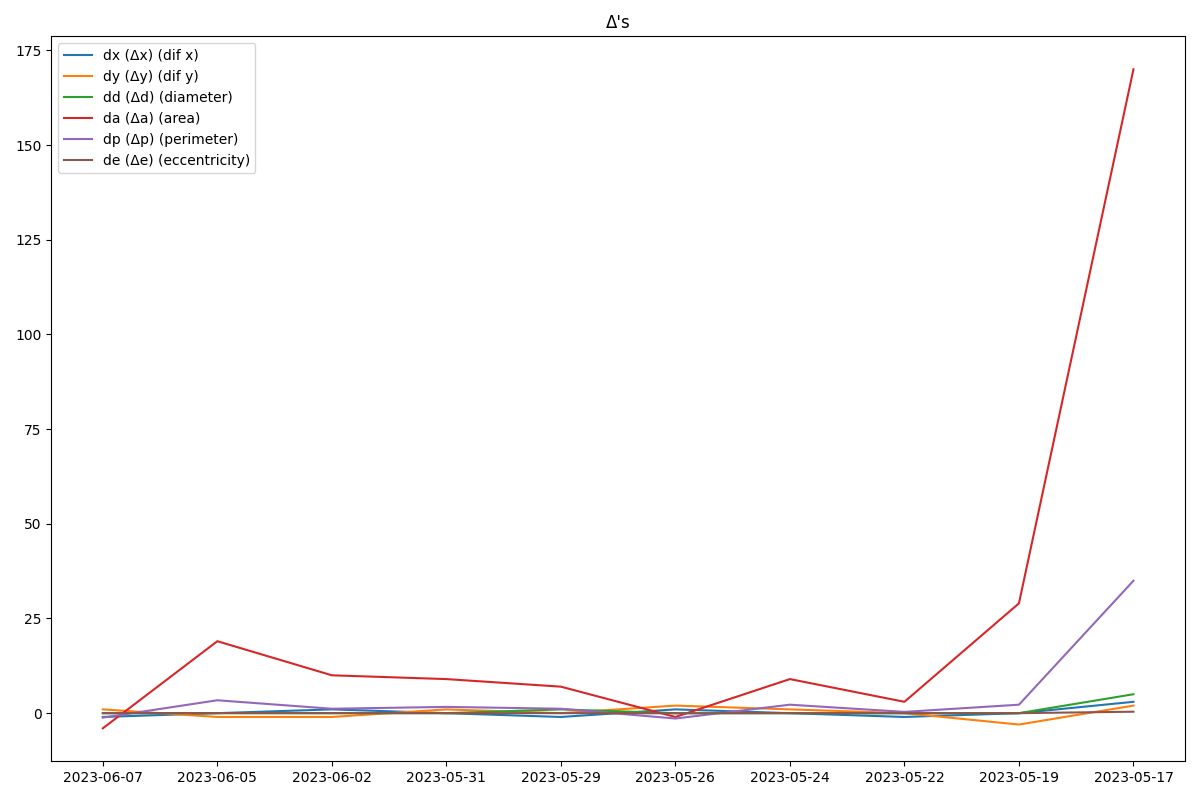 Δ's
dx (Δx) (dif x)
dy (Δy) (dif y)
dd (Δd) (diameter)
da (Δa) (area)
dp (Δp) (perimeter)
de (Δe) (eccentricity)
175
150
125
100
75
50
25
0
2023-06-07 2023-06-05 2023-06-02 2023-05-31 2023-05-29 2023-05-26 2023-05-24 2023-05-22 2023-05-19 2023-05-17